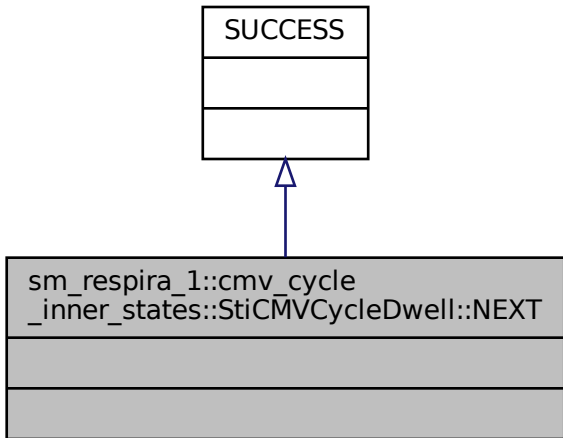 SUCCESS
sm_respira_1::cmv_cycle
_inner_states::StiCMVCycleDwell::NEXT